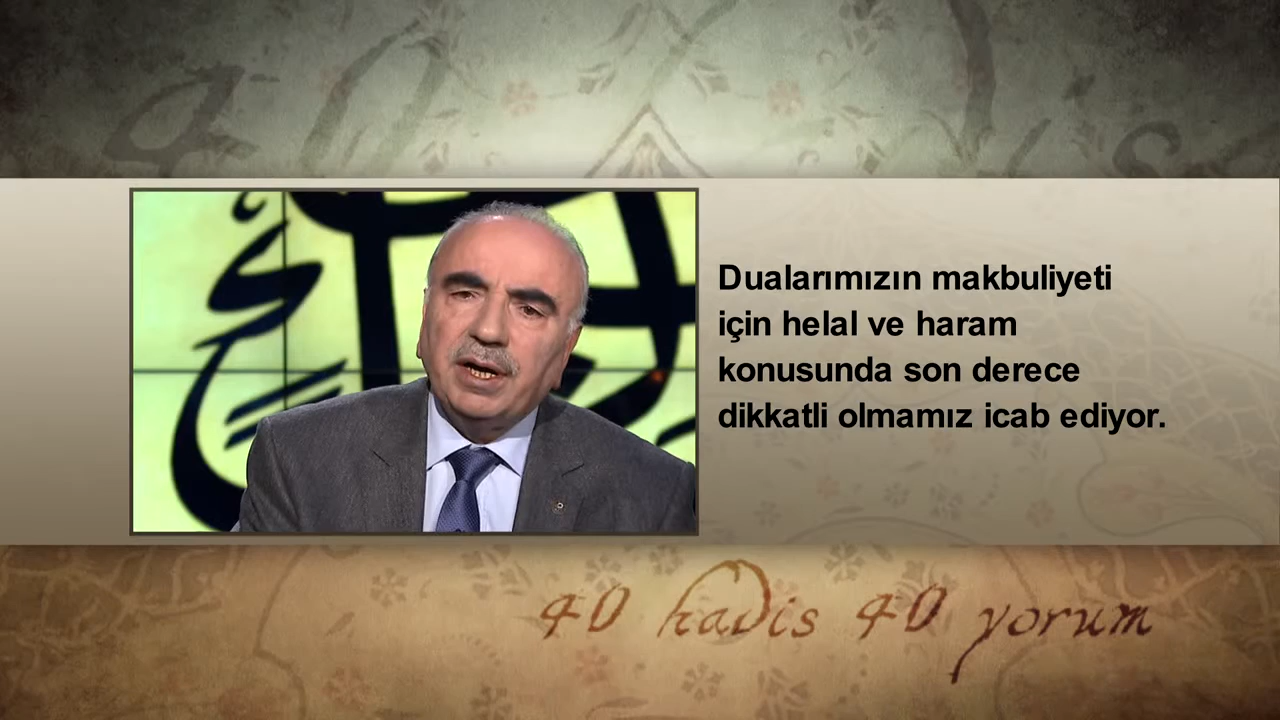 Dualarımızın makbuliyeti
için helal ve haram
konusunda son derece
dikkatli olmamız icab ediyor.
40 hadis 40 yorum